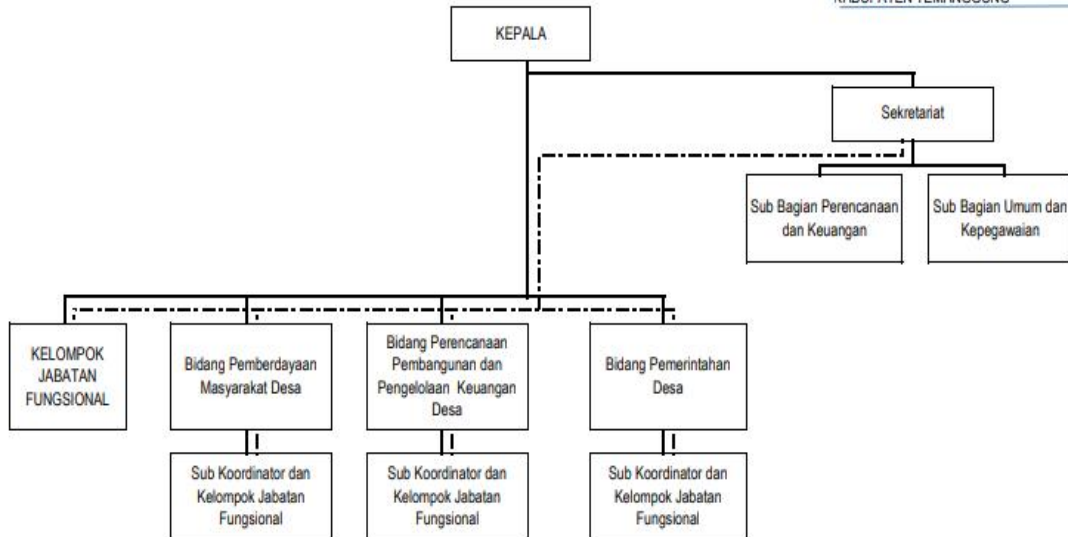 KABUPATEN TEMANGGUNG
KEPALA
Sekretariat
Sub Bagian Perencanaan
dan Keuangan
Sub Bagian Umum dan
Kepegawaian
KELOMPOK
JABATAN
FUNGSIONAL
Bidang Pemberdayaan
Masyarakat Desa
Bidang Perencanaan
Pembangunan dan
Pengelolaan Keuangan
Desa
Bidang Pemerintahan
Desa
Sub Koordinator dan
Kelompok Jabatan
Fungsional
Sub Koordinator dan
Kelompok Jabatan
Fungsional
Sub Koordinator dan
Kelompok Jabatan
Fungsional